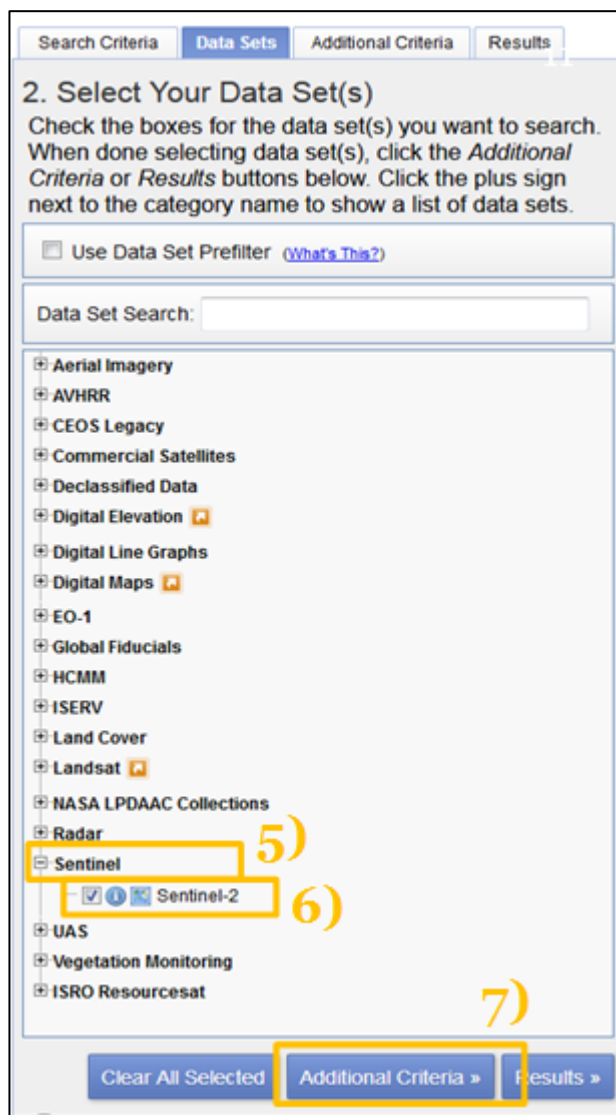 Search Criteria Data Sets Additional Criteria Results
11
2. Select Your Data Set(s)
Check the boxes for the data set(s) you want to search.
When done selecting data set(s), click the Additional
Criteria or Results buttons below. Click the plus sign
next to the category name to show a list of data sets.
Use Data Set Prefilter (What's This?)
Data Set Search:
Aerial Imagery
AVHRR
CEOS Legacy
Commercial Satellites
Declassified Data
Digital Elevation
Digital Line Graphs
Digital Maps
EO-1
Global Fiducials
HCMM
ISERV
Land Cover
Landsat
NASA LPDAAC Collections
Radar
5)
Sentinel
Sentinel-2
6)
UAS
Vegetation Monitoring
ISRO Resourcesat
7)
Clear All Selected Additional Criteria » Results »